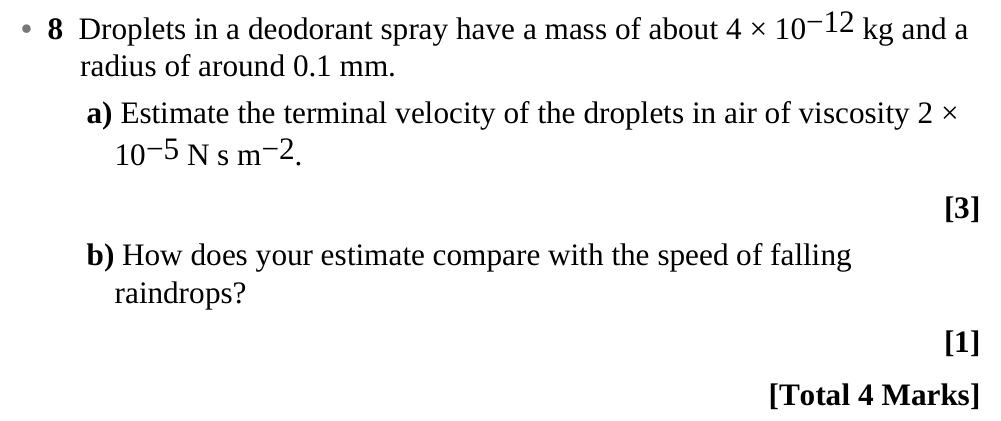 • 8 Droplets in a deodorant spray have a mass of about 4 × 10−12 kg and a
radius of around 0.1 mm.
a) Estimate the terminal velocity of the droplets in air of viscosity 2 ×
10−5 N s m−2.
[3]
b) How does your estimate compare with the speed of falling
raindrops?
[1]
[Total 4 Marks]